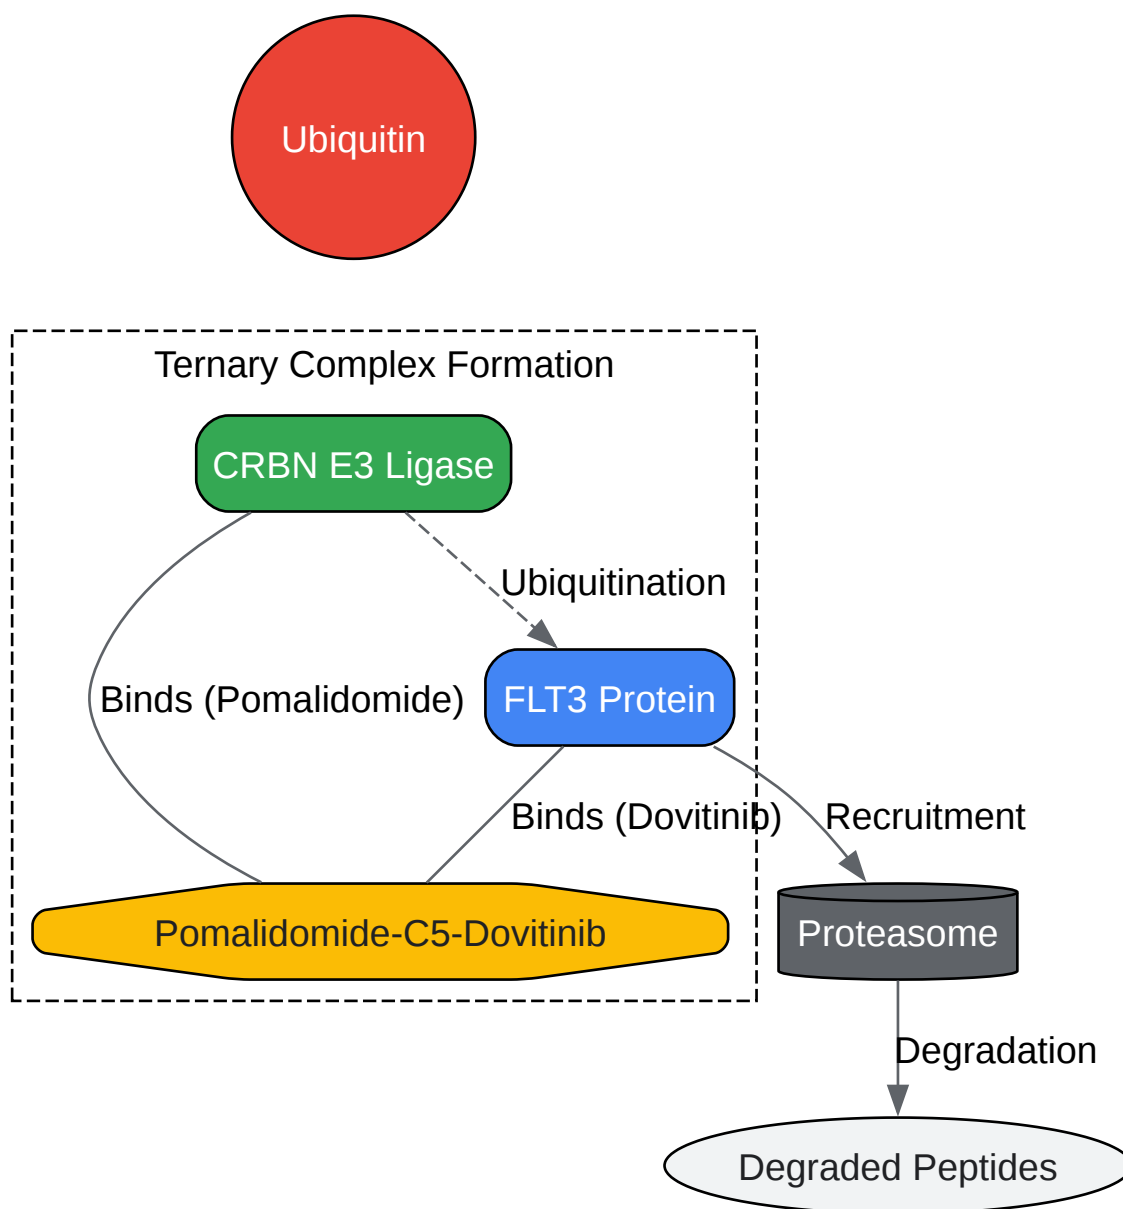 Ubiquitin
Ternary Complex Formation
CRBN E3 Ligase
Ubiquitination
Binds (Pomalidomide)
FLT3 Protein
Binds (Dovitinib)
Recruitment
Pomalidomide-C5-Dovitinib
Proteasome
Degradation
Degraded Peptides